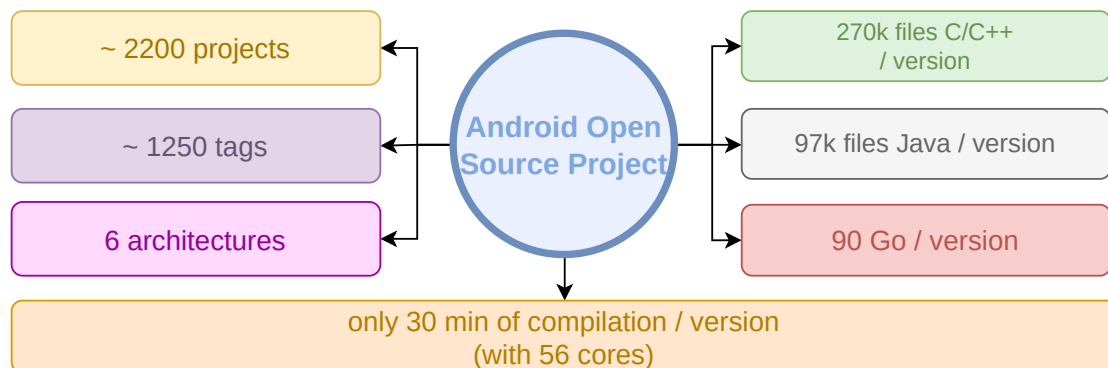 ~ 2200 projects
~ 1250 tags
6 architectures
Android Open
Source Project
270k files C/C++
/ version
97k files Java / version
90 Go / version
only 30 min of compilation / version
(with 56 cores)